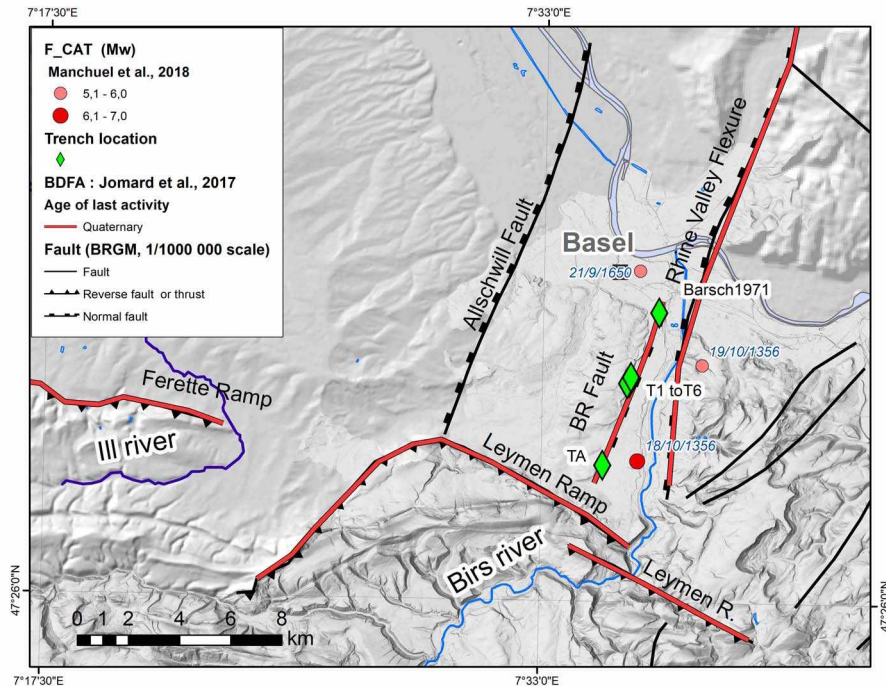 7°17'30"E
7°33'0"E
F_CAT (Mw)
Manchuel et al., 2018
5,1 - 6,0
6,1 - 7,0
Trench location
BDFA : Jomard et al., 2017
Age of last activity
Quaternary
Fault (BRGM, 1/1000 000 scale)
Fault
Reverse fault or thrust
Normal fault
Allschwill Fault
Rhine Valley Flexure
Basel
21/9/1650
Barsch1971
19/10/1356
BR Fault
T1 toT6
Ferette Ramp
Ill river
18/10/1356
TA
Leymen Ramp
Birs river
Leymen R.
47°26'0"N
47°26'0"N
0 1 2 4 6 8
km
7°17'30"E
7°33'0"E